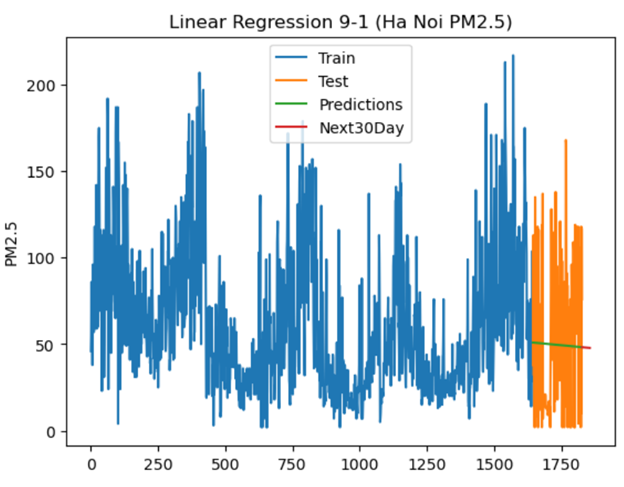 Linear Regression 9-1 (Ha Noi PM2.5)
Train
Test
Predictions
Next30Day
PM2.5
200
150
100
50
0
0 250 500 750 1000 1250 1500 1750